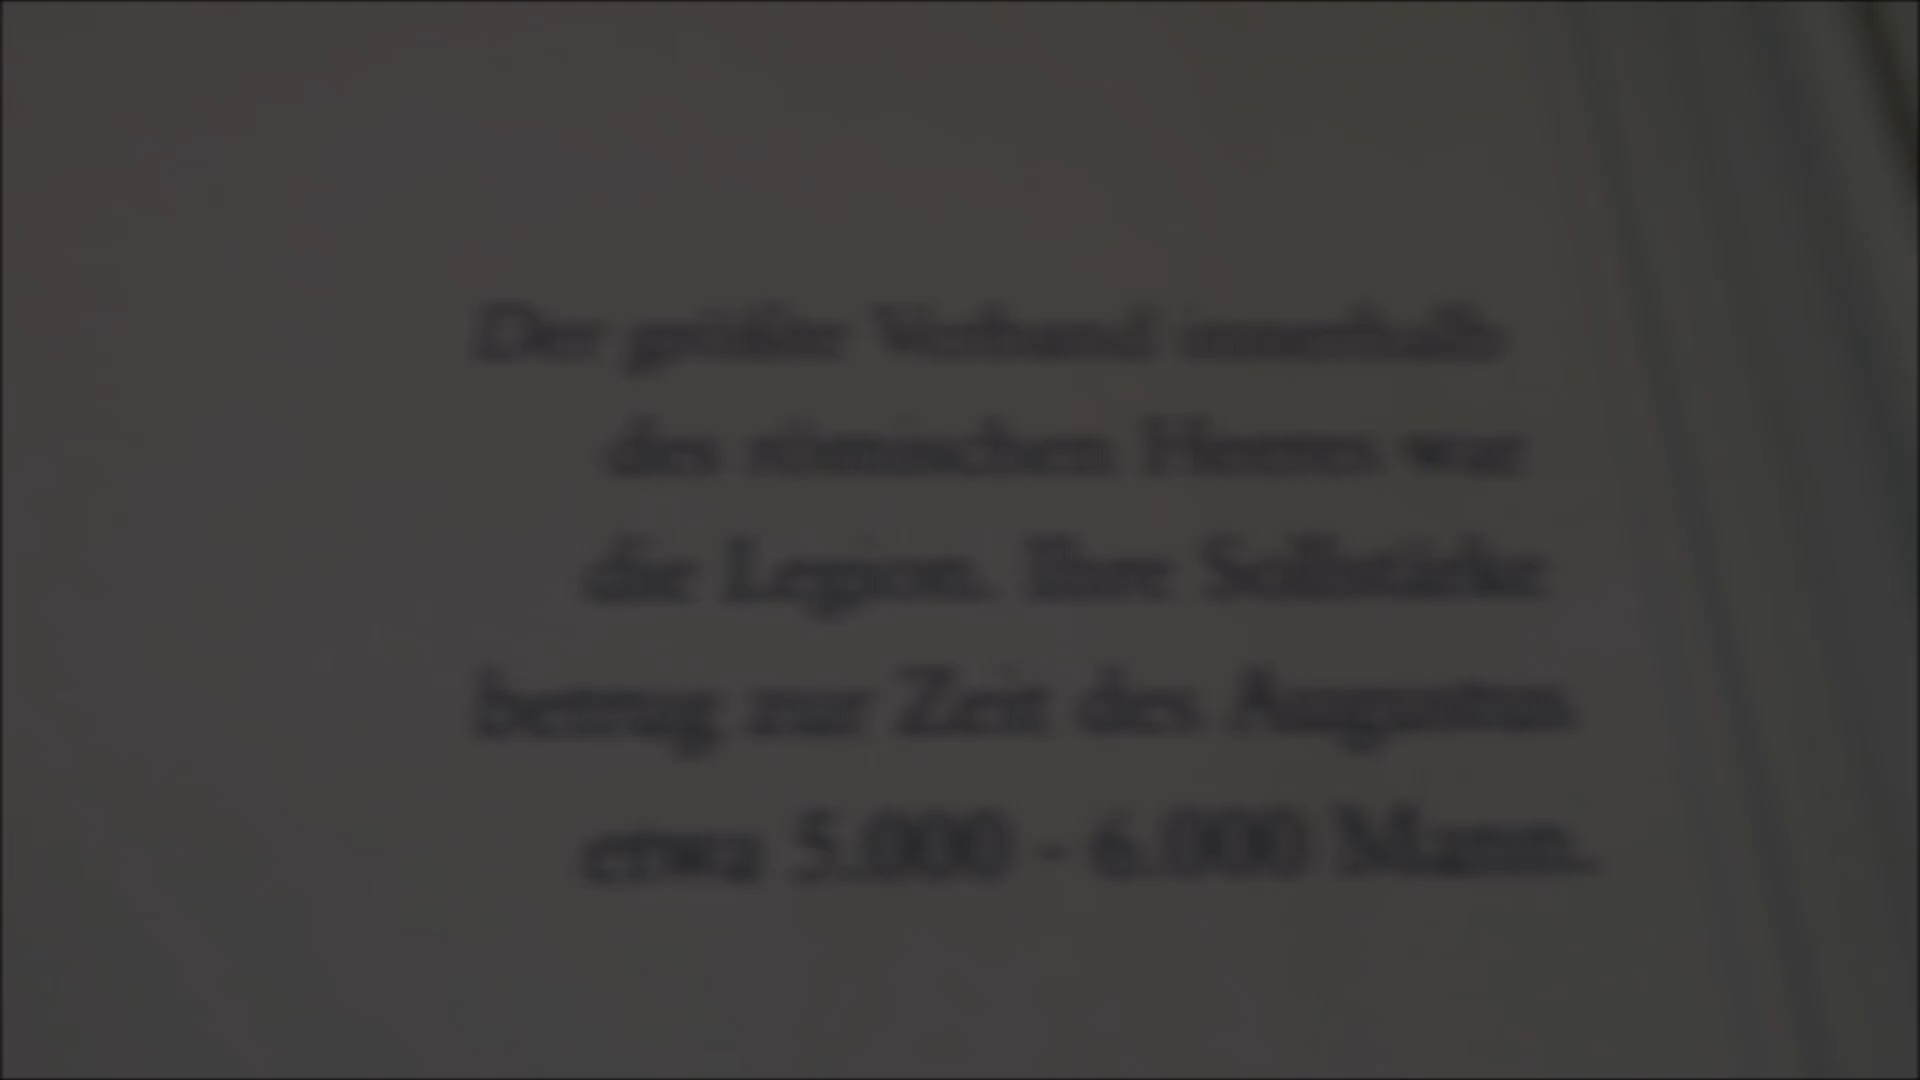 Der größte Verband innerhalb
des römischen Heeres war
die Legion. Ihre Sollstärke
betrug zur Zeit des Augustus
etwa 5.000 - 6.000 Mann.